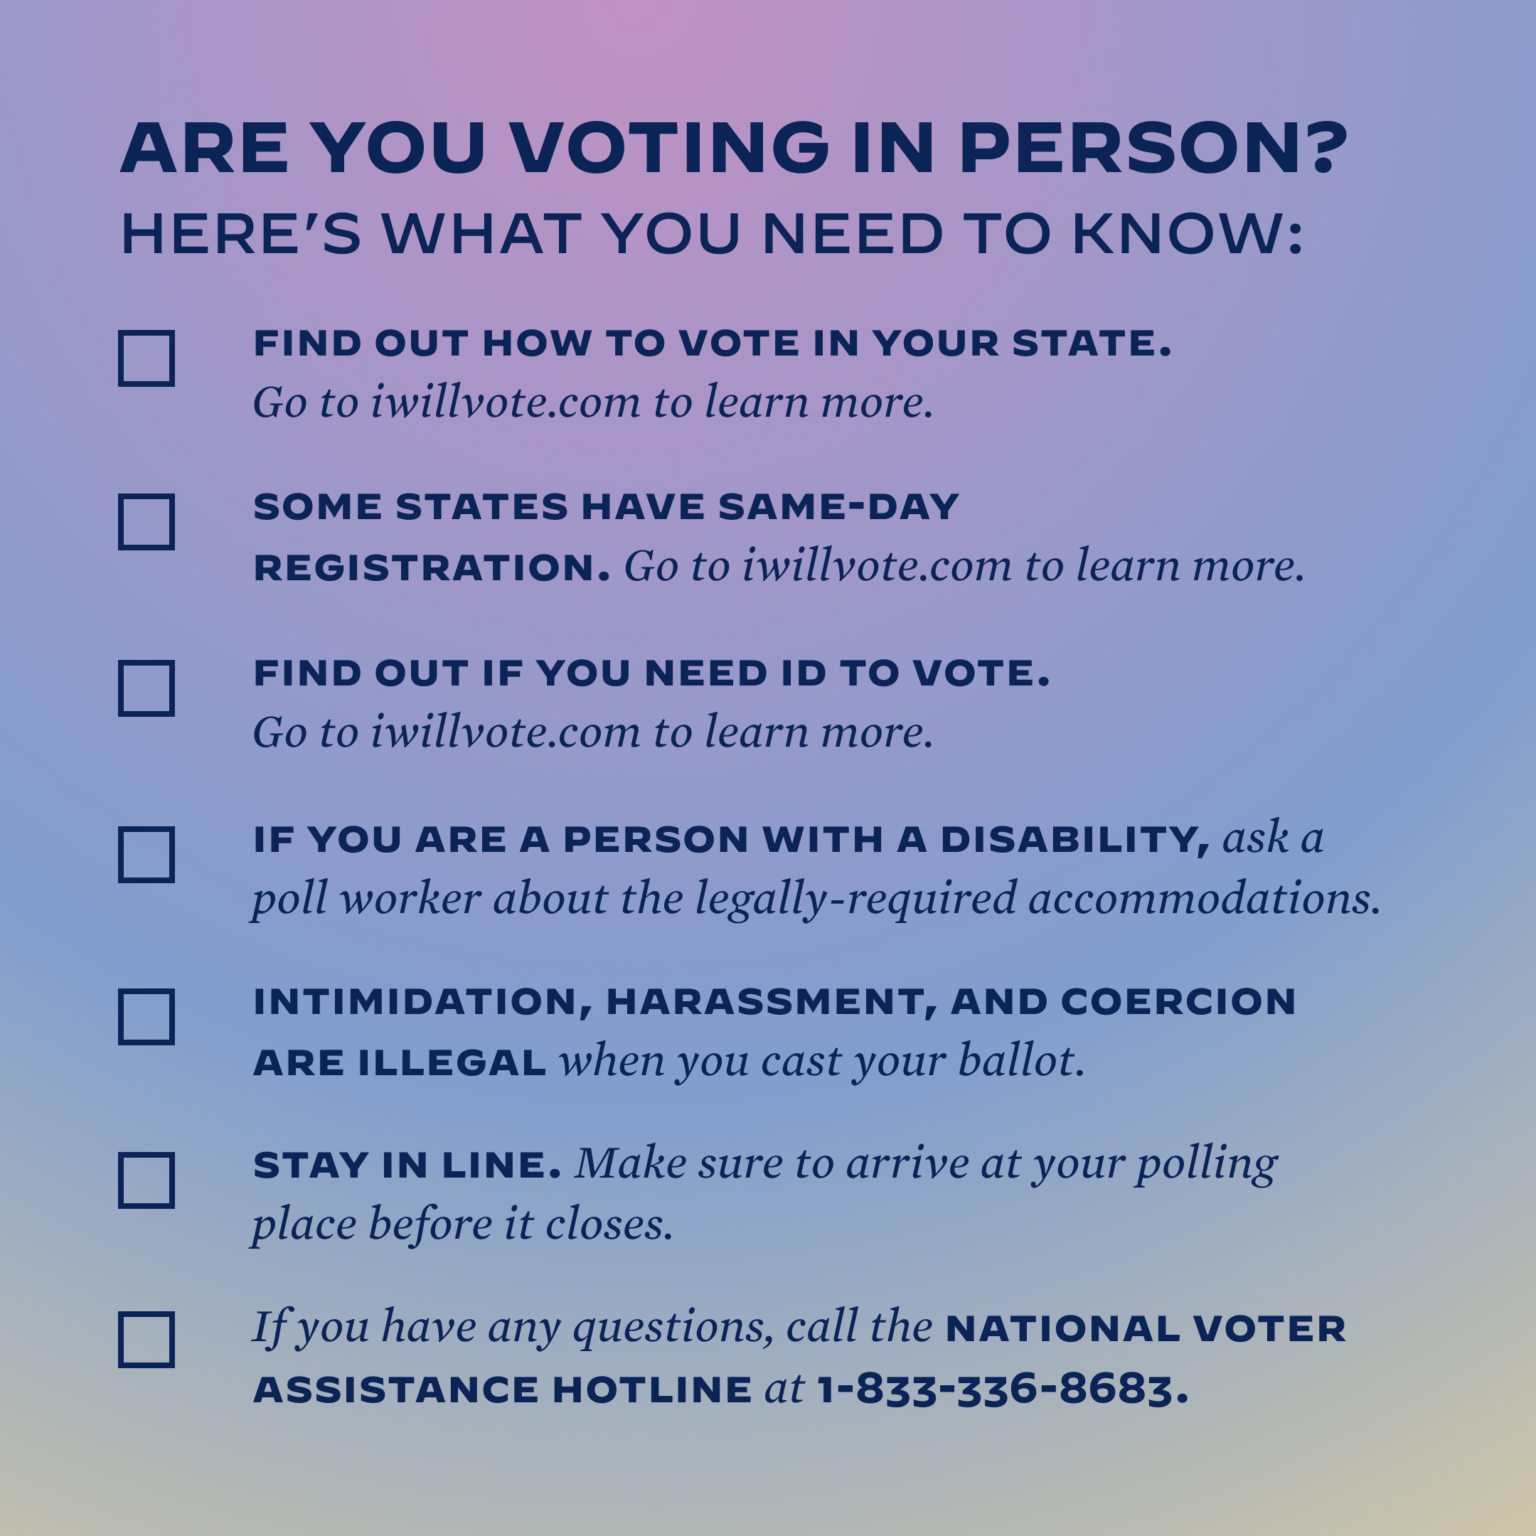 ARE YOU VOTING IN PERSON?
HERE'S WHAT YOU NEED TO KNOW:
FIND OUT HOW TO VOTE IN YOUR STATE.
Go to iwillvote.com to learn more.
SOME STATES HAVE SAME-DAY
REGISTRATION. Go to iwillvote.com to learn more.
FIND OUT IF YOU NEED ID TO VOTE.
Go to iwillvote.com to learn more.
IF YOU ARE A PERSON WITH A DISABILITY, ask a
poll worker about the legally-required accommodations.
INTIMIDATION, HARASSMENT, AND COERCION
ARE ILLEGAL when you cast your ballot.
STAY IN LINE. Make sure to arrive at your polling
place before it closes.
If you have any questions, call the NATIONAL VOTER
ASSISTANCE HOTLINE at 1-833-336-8683.